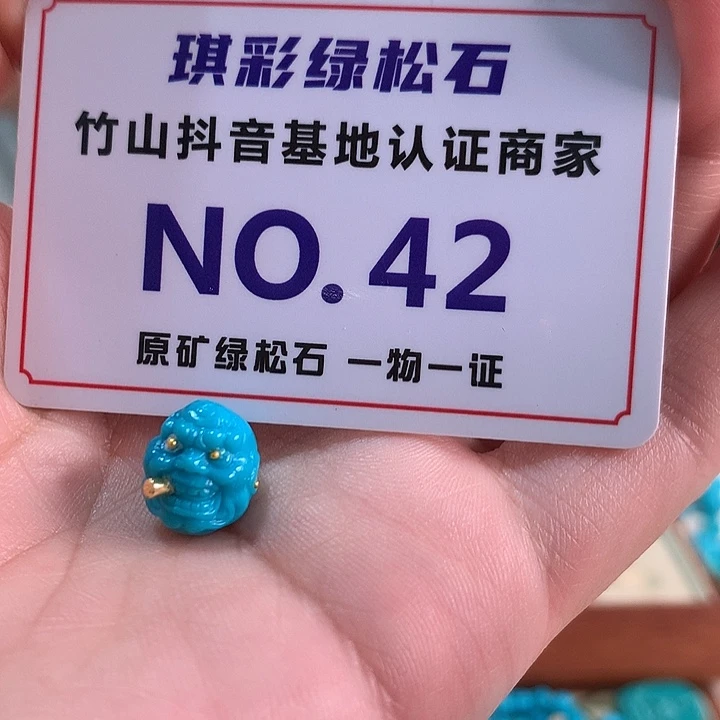 琪彩绿松石
竹山抖音基地认证商家
NO.42
原矿绿松石 一物一证